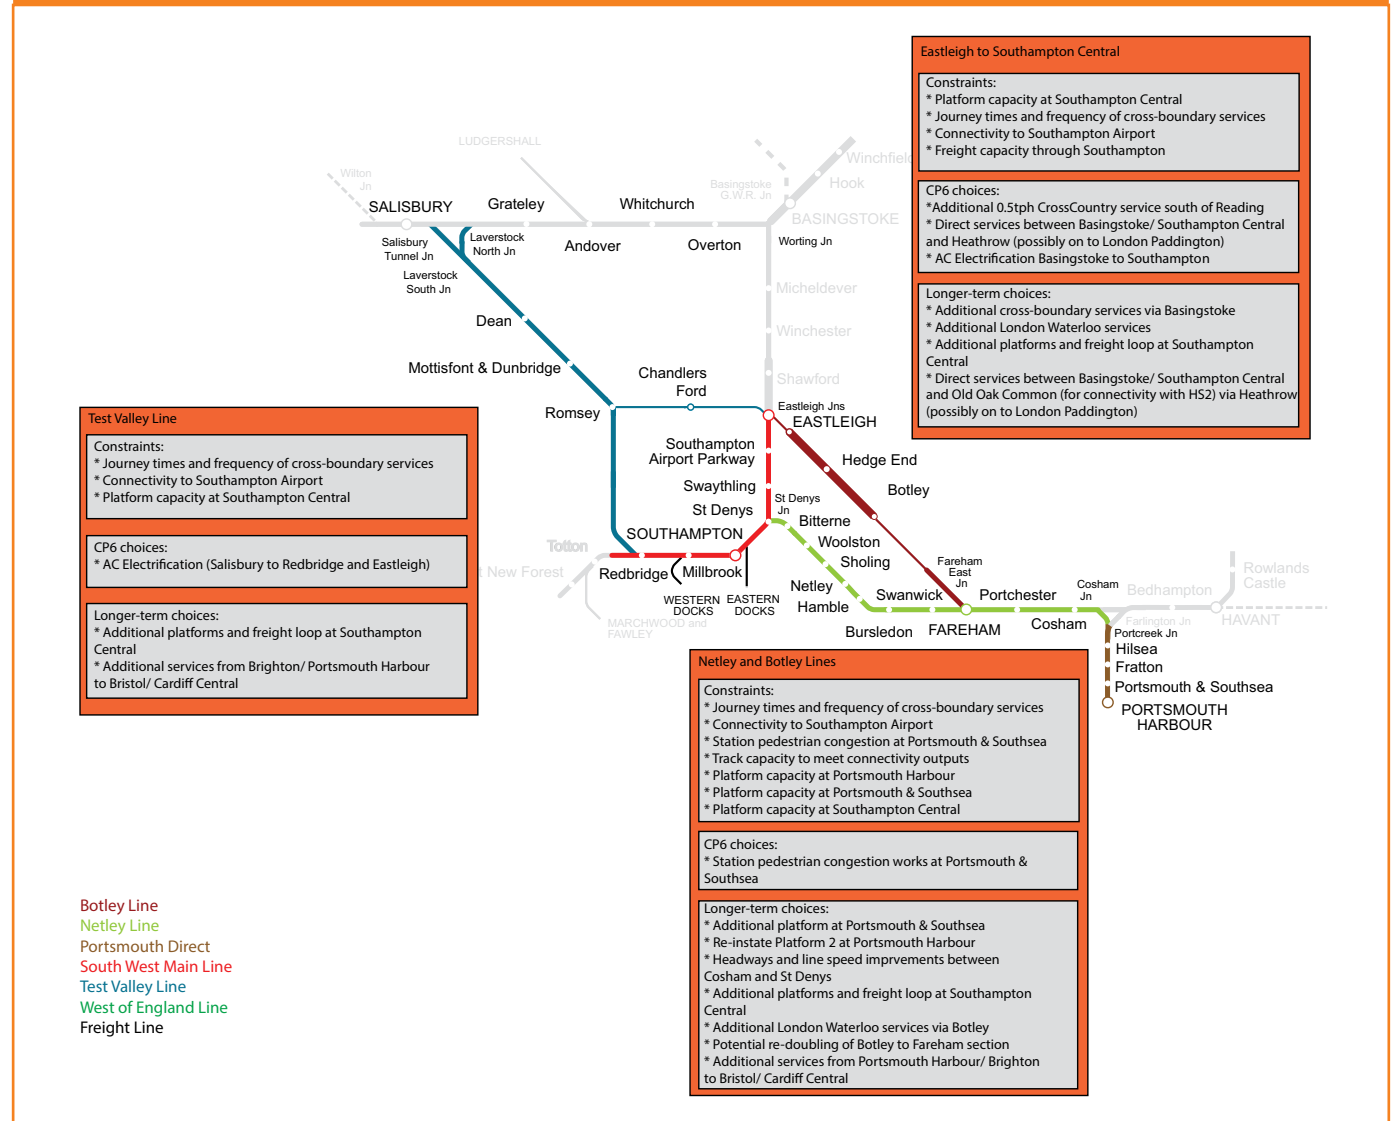 Eastleigh to Southampton Central
Constraints:
* Platform capacity at Southampton Central
* Journey times and frequency of cross-boundary services
* Connectivity to Southampton Airport
* Freight capacity through Southampton
CP6 choices:
*Additional 0.5tph CrossCountry service south of Reading
* Direct services between Basingstoke/ Southampton Central
and Heathrow (possibly on to London Paddington)
* AC Electrification Basingstoke to Southampton
Longer-term choices:
* Additional cross-boundary services via Basingstoke
* Additional London Waterloo services
* Additional platforms and freight loop at Southampton
Central
* Direct services between Basingstoke/ Southampton Central
and Old Oak Common (for connectivity with HS2) via Heathrow
(possibly on to London Paddington)
LUDGERSHALL
Wilton
Jn
Basingstoke
G.W.R. Jn
Winchfield
Hook
BASINGSTOKE
SALISBURY
Grateley
Whitchurch
Salisbury
Tunnel Jn
Laverstock
North Jn
Andover
Overton
Worting Jn
Laverstock
South Jn
Micheldever
Dean
Winchester
Mottisfont & Dunbridge
Chandlers
Ford
Shawford
Romsey
Eastleigh Jns
EASTLEIGH
Southampton
Airport Parkway
Hedge End
Swaythling
Botley
St Denys
St Denys
Jn
Bitterne
SOUTHAMPTON
Woolston
Totton
Sholing
t New Forest
Redbridge
Millbrook
Netley
Hamble
Swanwick
Fareham
East
Jn
Portchester
Cosham
Jn
Bedhampton
Rowlands
Castle
WESTERN
DOCKS
EASTERN
DOCKS
MARCHWOOD and
FAWLEY
Bursledon
FAREHAM
Cosham
Farlington Jn
HAVANT
Portcreek Jn
Hilsea
Fratton
Portsmouth & Southsea
PORTSMOUTH
HARBOUR
Test Valley Line
Constraints:
* Journey times and frequency of cross-boundary services
* Connectivity to Southampton Airport
* Platform capacity at Southampton Central
CP6 choices:
* AC Electrification (Salisbury to Redbridge and Eastleigh)
Longer-term choices:
* Additional platforms and freight loop at Southampton
Central
* Additional services from Brighton/ Portsmouth Harbour
to Bristol/ Cardiff Central
Netley and Botley Lines
Constraints:
* Journey times and frequency of cross-boundary services
* Connectivity to Southampton Airport
* Station pedestrian congestion at Portsmouth & Southsea
* Track capacity to meet connectivity outputs
* Platform capacity at Portsmouth Harbour
* Platform capacity at Portsmouth & Southsea
* Platform capacity at Southampton Central
CP6 choices:
* Station pedestrian congestion works at Portsmouth &
Southsea
Longer-term choices:
* Additional platform at Portsmouth & Southsea
* Re-instate Platform 2 at Portsmouth Harbour
* Headways and line speed imprvements between
Cosham and St Denys
* Additional platforms and freight loop at Southampton
Central
* Additional London Waterloo services via Botley
* Potential re-doubling of Botley to Fareham section
* Additional services from Portsmouth Harbour/ Brighton
to Bristol/ Cardiff Central
Botley Line
Netley Line
Portsmouth Direct
South West Main Line
Test Valley Line
West of England Line
Freight Line